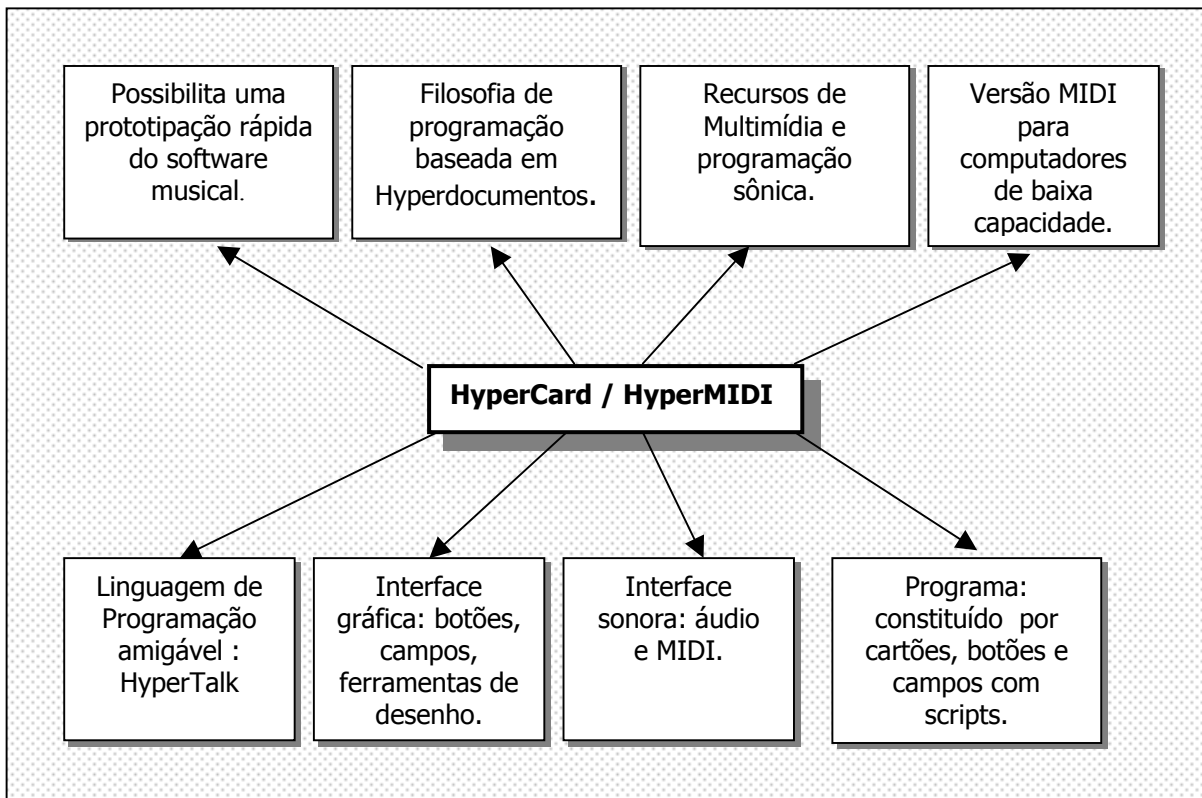 Possibilita uma
prototipação rápida
do software
musical.
Filosofia de
programação
baseada em
Hyperdocumentos.
Recursos de
Multimídia e
programação
sônica.
Versão MIDI
para
computadores
de baixa
capacidade.
HyperCard / HyperMIDI
Linguagem de
Programação
amigável :
HyperTalk
Interface
gráfica: botões,
campos,
ferramentas de
desenho.
Interface
sonora: áudio
e MIDI.
Programa:
constituído por
cartões, botões e
campos com
scripts.